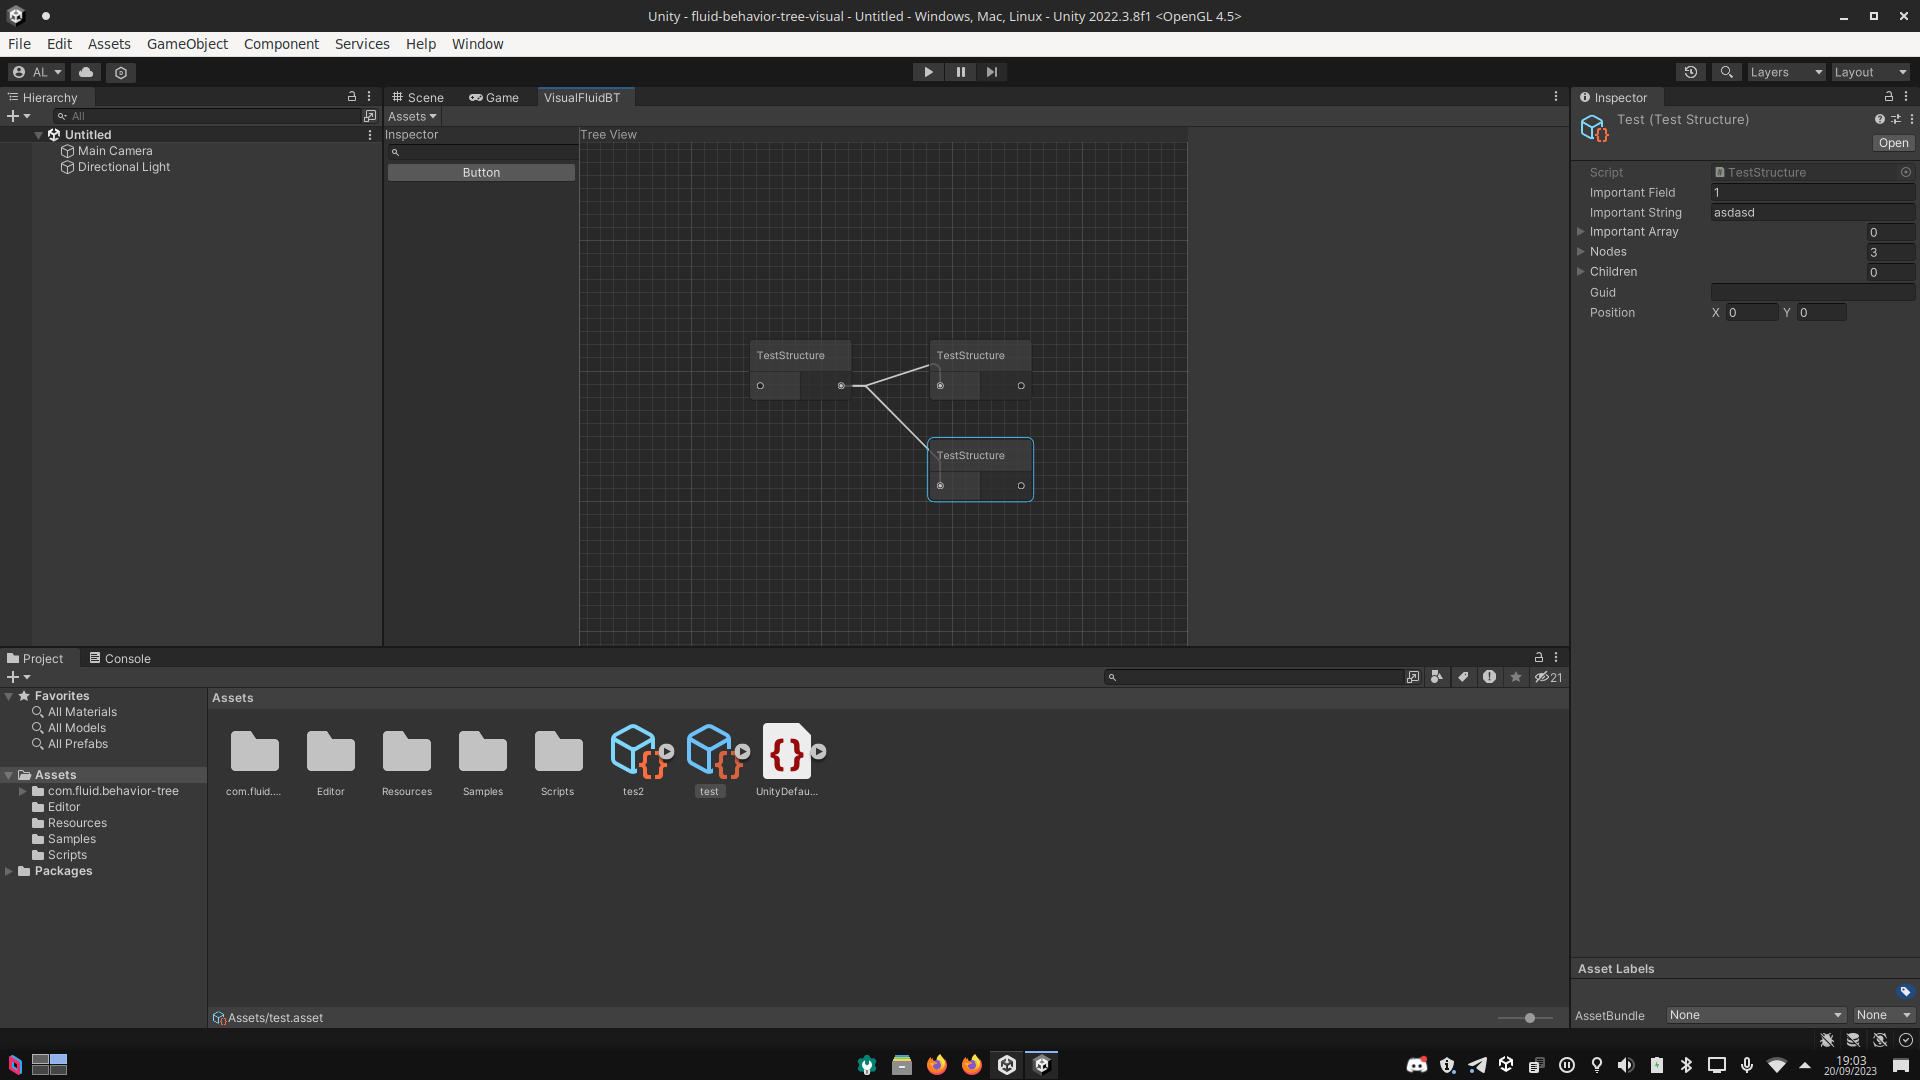 Unity - fluid-behavior-tree-visual - Untitled - Windows, Mac, Linux - Unity 2022.3.8f1 <OpenGL 4.5>
File Edit Assets GameObject Component Services Help Window
AL
Layers
Layout
Hierarchy
All
Untitled
Main Camera
Directional Light
Scene
Game
VisualFluidBT
Assets
Inspector
Button
Tree View
TestStructure
TestStructure
TestStructure
Inspector
Test (Test Structure)
Open
Script TestStructure
Important Field 1
Important String asdasd
Important Array 0
Nodes 3
Children 0
Guid
Position X 0 Y 0
Asset Labels
AssetBundle None None
Project
Console
21
Favorites
All Materials
All Models
All Prefabs
Assets
com.fluid.behavior-tree
Editor
Resources
Samples
Scripts
Packages
Assets
com.fluid.... Editor Resources Samples Scripts tes2 test UnityDefau...
Assets/test.asset
19:03
20/09/2023